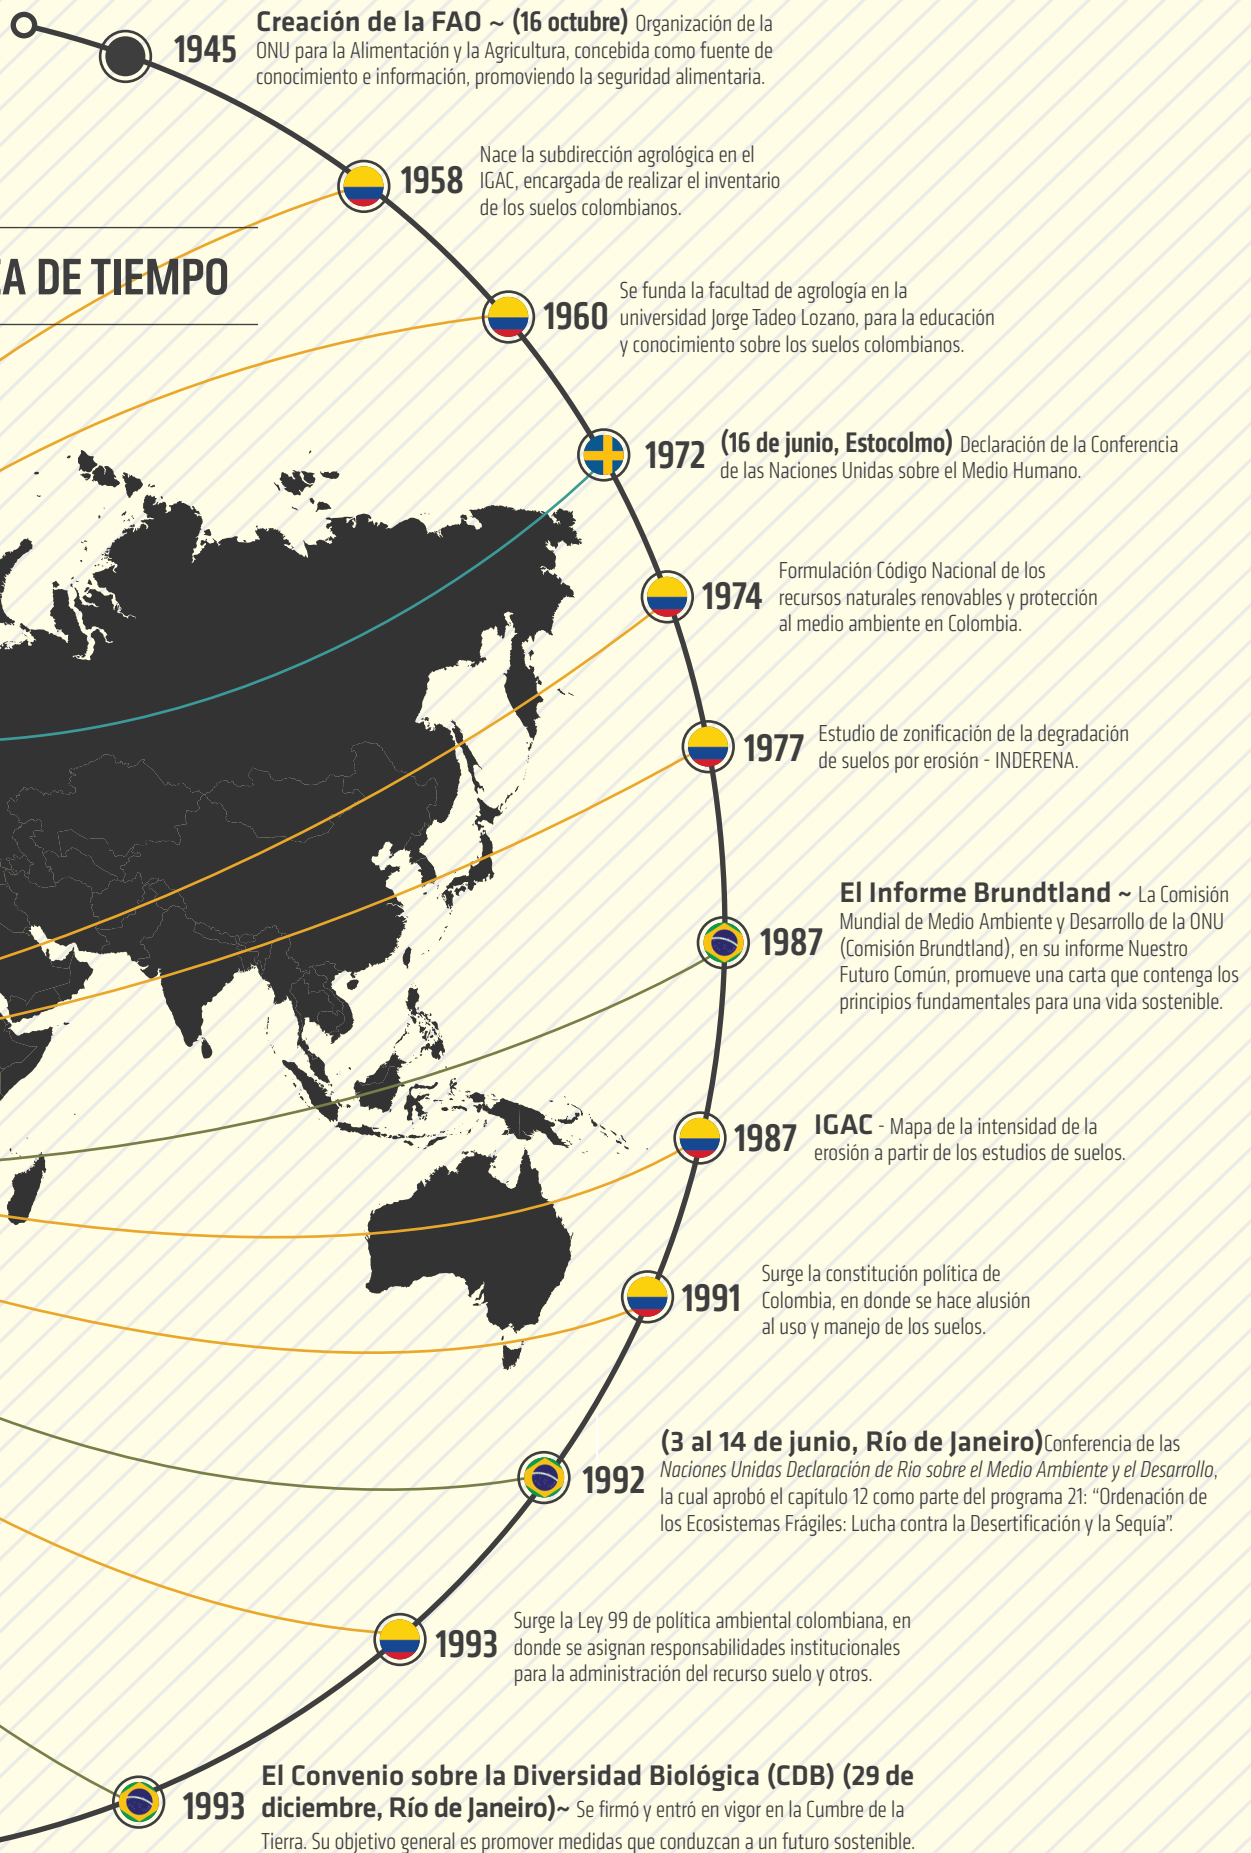 1945
Creación de la FAO ~ (16 octubre) Organización de la
ONU para la Alimentación y la Agricultura, concebida como fuente de
conocimiento e información, promoviendo la seguridad alimentaria.
1958
Nace la subdirección agrológica en el
IGAC, encargada de realizar el inventario
de los suelos colombianos.
A DE TIEMPO
1960
Se funda la facultad de agrología en la
universidad Jorge Tadeo Lozano, para la educación
y conocimiento sobre los suelos colombianos.
1972
(16 de junio, Estocolmo) Declaración de la Conferencia
de las Naciones Unidas sobre el Medio Humano.
1974
Formulación Código Nacional de los
recursos naturales renovables y protección
al medio ambiente en Colombia.
1977
Estudio de zonificación de la degradación
de suelos por erosión - INDERENA.
1987
El Informe Brundtland ~ La Comisión
Mundial de Medio Ambiente y Desarrollo de la ONU
(Comisión Brundtland), en su informe Nuestro
Futuro Común, promueve una carta que contenga los
principios fundamentales para una vida sostenible.
1987
IGAC - Mapa de la intensidad de la
erosión a partir de los estudios de suelos.
1991
Surge la constitución política de
Colombia, en donde se hace alusión
al uso y manejo de los suelos.
1992
(3 al 14 de junio, Río de Janeiro)Conferencia de las
Naciones Unidas Declaración de Rio sobre el Medio Ambiente y el Desarrollo,
la cual aprobó el capítulo 12 como parte del programa 21: “Ordenación de
los Ecosistemas Frágiles: Lucha contra la Desertificación y la Sequía”.
1993
Surge la Ley 99 de política ambiental colombiana, en
donde se asignan responsabilidades institucionales
para la administración del recurso suelo y otros.
1993
El Convenio sobre la Diversidad Biológica (CDB) (29 de
diciembre, Río de Janeiro)~ Se firmó y entró en vigor en la Cumbre de la
Tierra. Su objetivo general es promover medidas que conduzcan a un futuro sostenible.